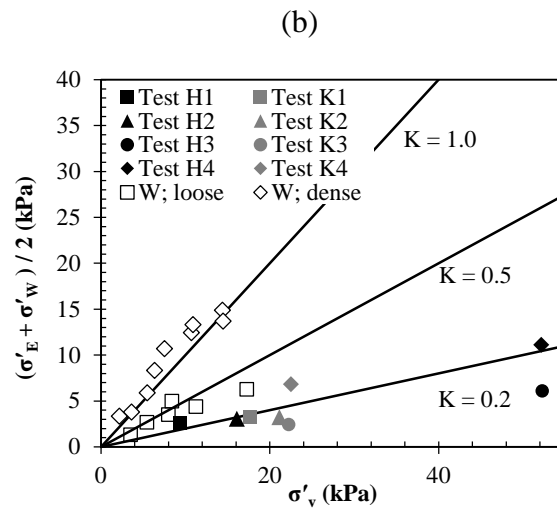 (b)
40
35
30
25
20
15
10
5
0
(σ'E + σ'W ) / 2 (kPa)
Test H1 Test K1
Test H2 Test K2
Test H3 Test K3
Test H4 Test K4
W; loose W; dense
K = 1.0
K = 0.5
K = 0.2
0 20 40
σ'v (kPa)